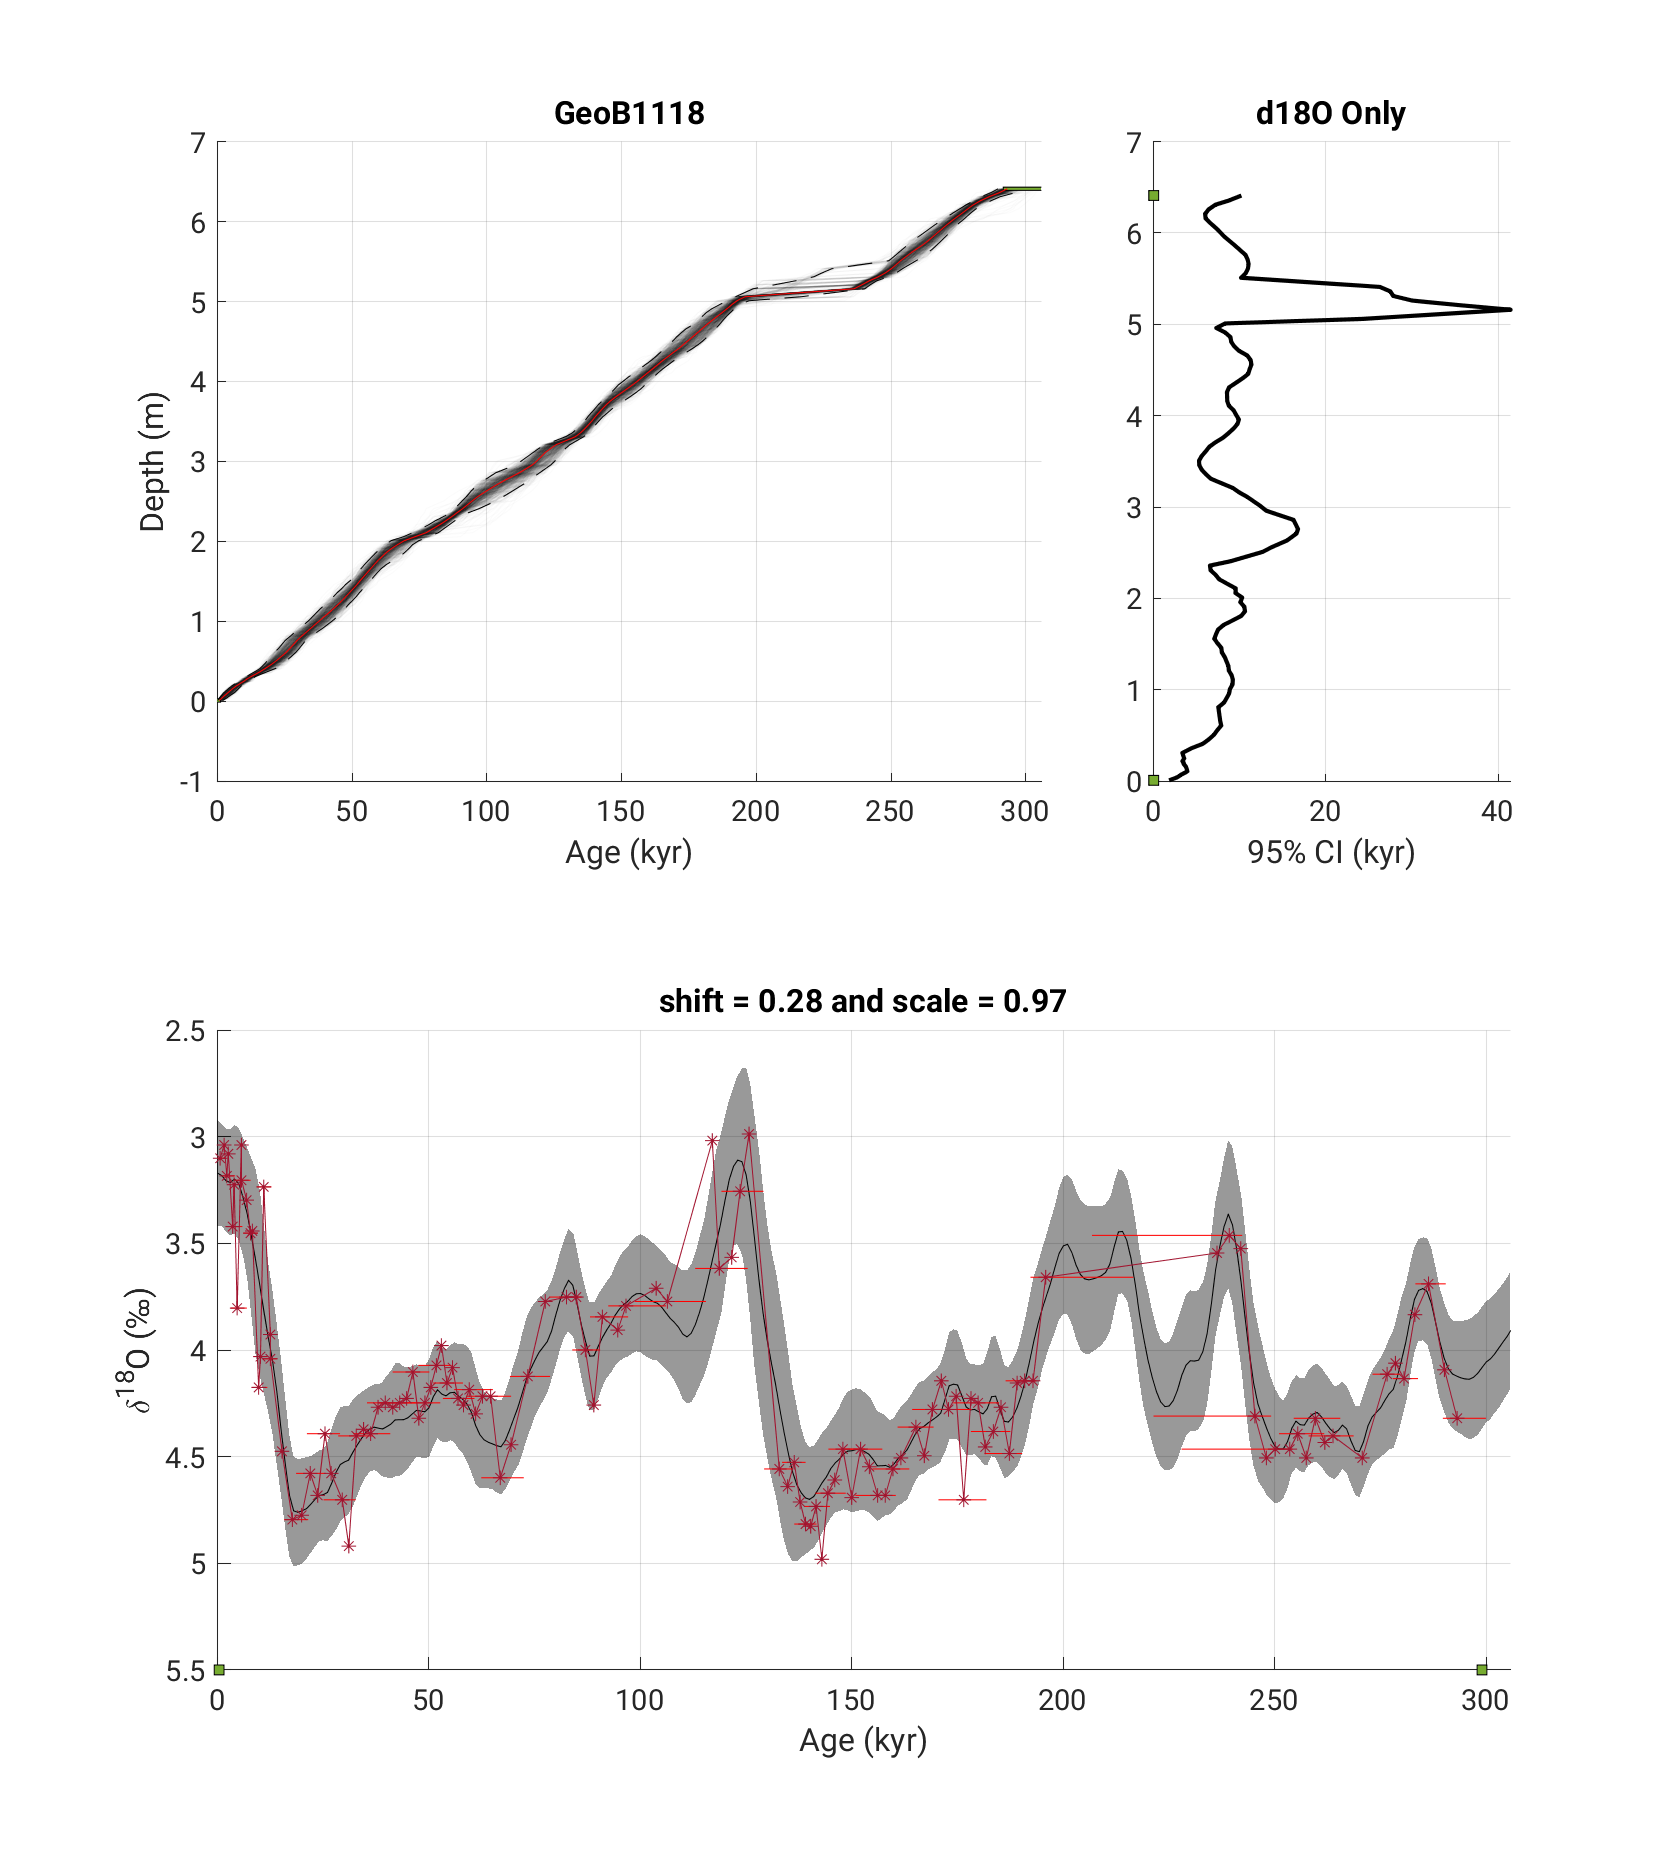 GeoB1118
7
6
5
4
3
2
1
0
-1
Depth (m)
0 50 100 150 200 250 300
Age (kyr)
d18O Only
7
6
5
4
3
2
1
0
0 20 40
95% CI (kyr)
shift = 0.28 and scale = 0.97
2.5
3
3.5
4
4.5
5
5.5
δ18O (‰)
0 50 100 150 200 250 300
Age (kyr)